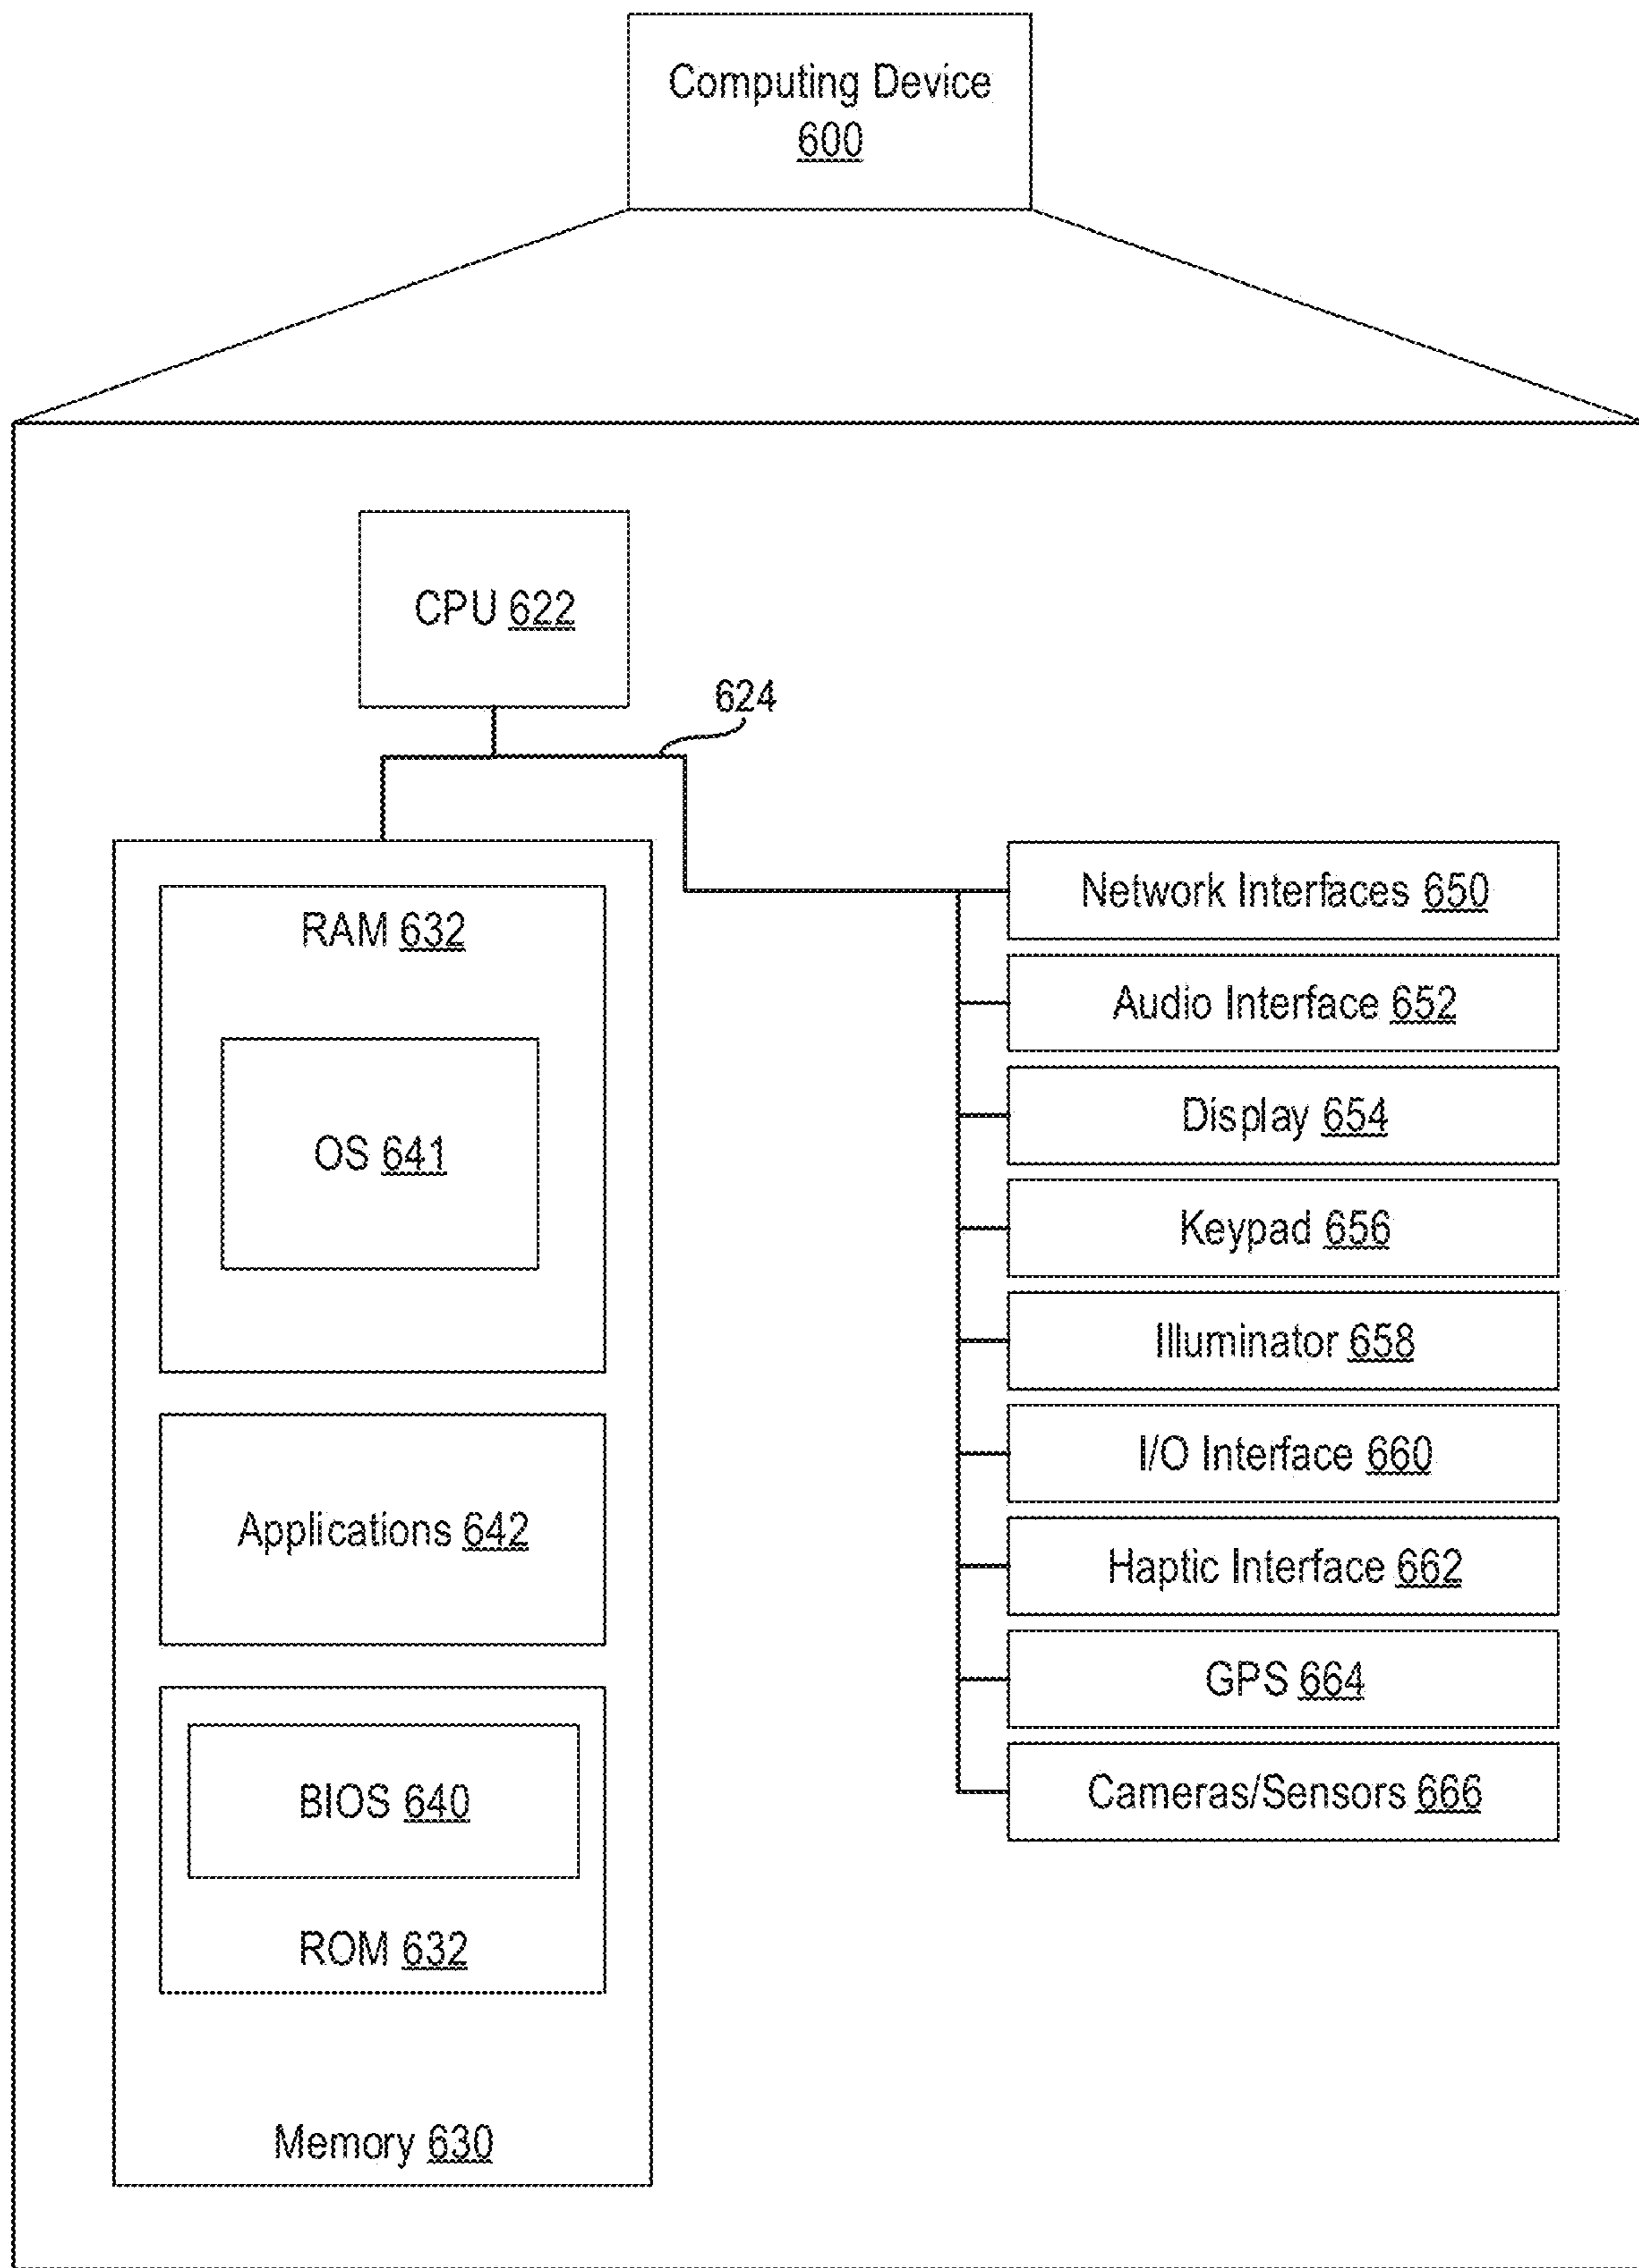 Computing Device
600
CPU 622
624
RAM 632
OS 641
Applications 642
BIOS 640
ROM 632
Memory 630
Network Interfaces 650
Audio Interface 652
Display 654
Keypad 656
Illuminator 658
I/O Interface 660
Haptic Interface 662
GPS 664
Cameras/Sensors 666